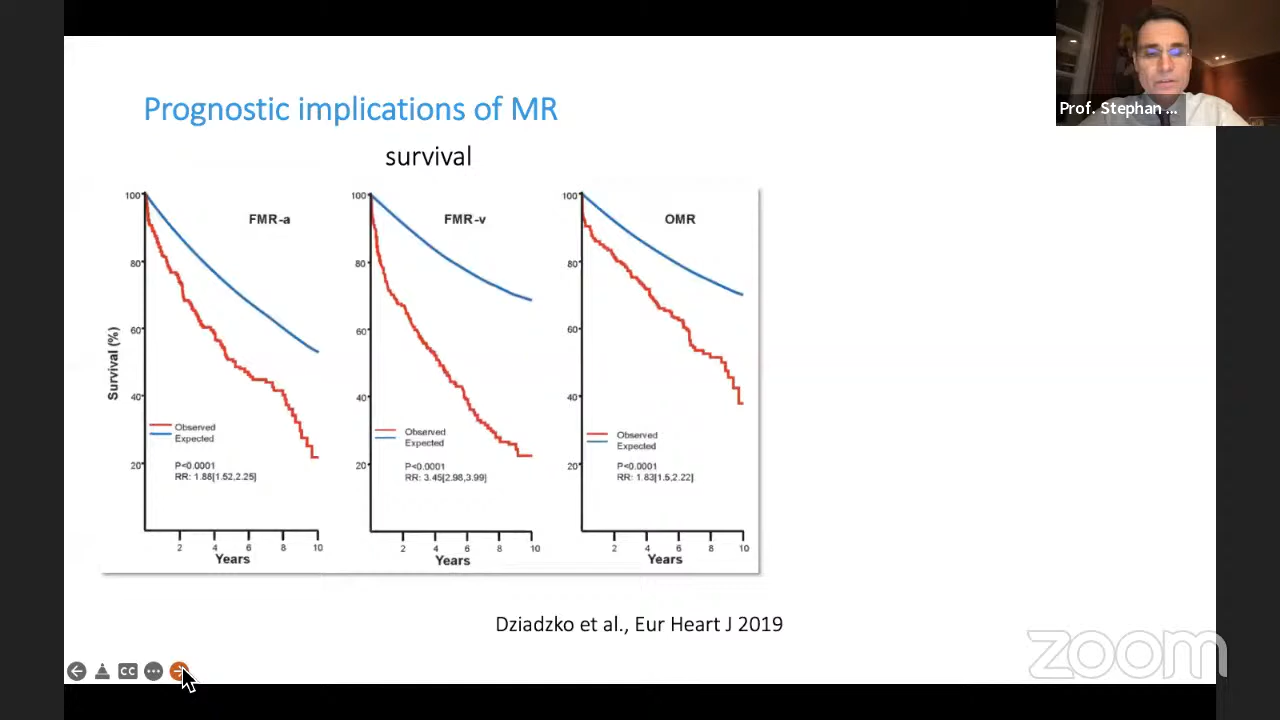 Prof. Stephan ...
Prognostic implications of MR
survival
100
80
60
40
20
Survival (%)
FMR-a
Observed
Expected
P<0.0001
RR: 1.88[1.52,2.25]
2 4 6 8 10
Years
100
80
60
40
20
FMR-v
Observed
Expected
P<0.0001
RR: 3.45[2.98,3.99]
2 4 6 8 10
Years
100
80
60
40
20
OMR
Observed
Expected
P<0.0001
RR: 1.83[1.5,2.22]
2 4 6 8 10
Years
Dziadzko et al., Eur Heart J 2019
CC
zoom